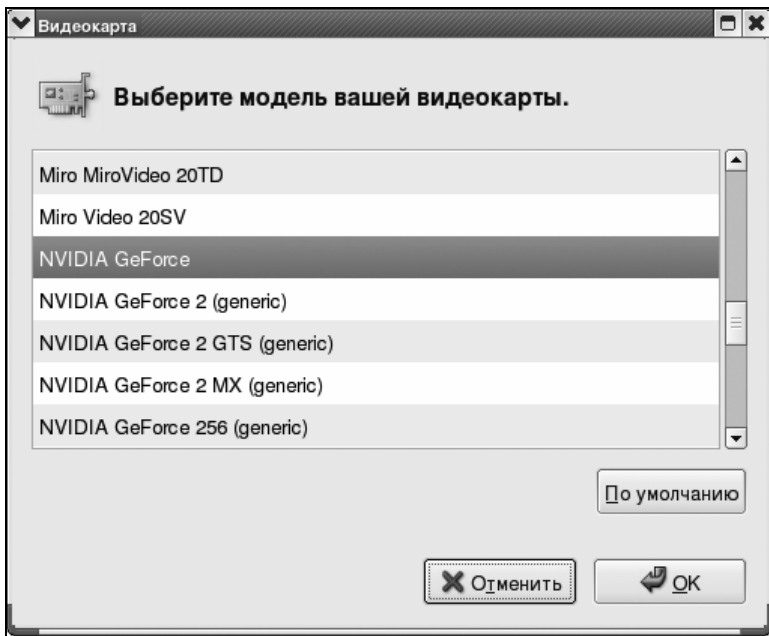 Видеокарта
Выберите модель вашей видеокарты.
Miro MiroVideo 20TD
Miro Video 20SV
NVIDIA GeForce
NVIDIA GeForce 2 (generic)
NVIDIA GeForce 2 GTS (generic)
NVIDIA GeForce 2 MX (generic)
NVIDIA GeForce 256 (generic)
По умолчанию
Отменить
OK